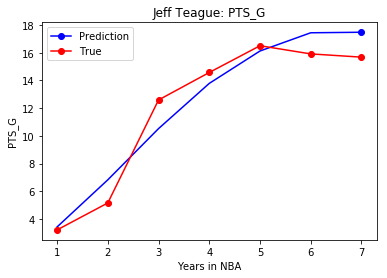 Jeff Teague: PTS_G
Prediction
True
18
16
14
12
10
8
6
4
PTS_G
1 2 3 4 5 6 7
Years in NBA